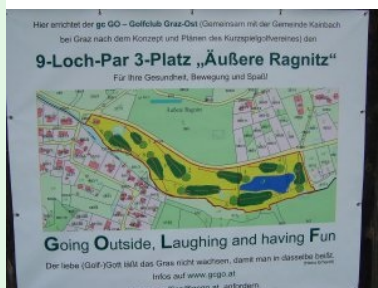 Hier errichtet der gc GO – Golfclub Graz-Ost (Gemeinsam mit der Gemeinde Kainbach
bei Graz nach dem Konzept und Plänen des Kurzspielgolfvereines) den
9-Loch-Par 3-Platz „Äußere Ragnitz“
Für Ihre Gesundheit, Bewegung und Spaß!
Äußere Ragnitz
Going Outside, Laughing and having Fun
Der liebe (Golf-)Gott läßt das Gras nicht wachsen, damit man in dasselbe beißt.
Infos auf www.gcgo.at
anfordern.